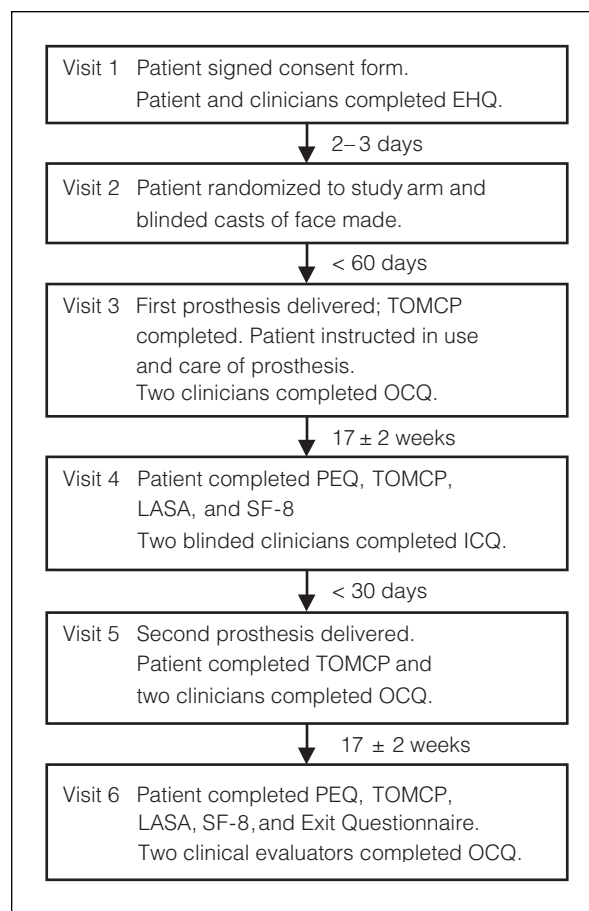 Visit 1 Patient signed consent form.
Patient and clinicians completed EHQ.
2–3 days
Visit 2 Patient randomized to study arm and
blinded casts of face made.
< 60 days
Visit 3 First prosthesis delivered; TOMCP
completed. Patient instructed in use
and care of prosthesis.
Two clinicians completed OCQ.
17 ± 2 weeks
Visit 4 Patient completed PEQ, TOMCP,
LASA, and SF-8
Two blinded clinicians completed ICQ.
< 30 days
Visit 5 Second prosthesis delivered.
Patient completed TOMCP and
two clinicians completed OCQ.
17 ± 2 weeks
Visit 6 Patient completed PEQ, TOMCP,
LASA, SF-8, and Exit Questionnaire.
Two clinical evaluators completed OCQ.